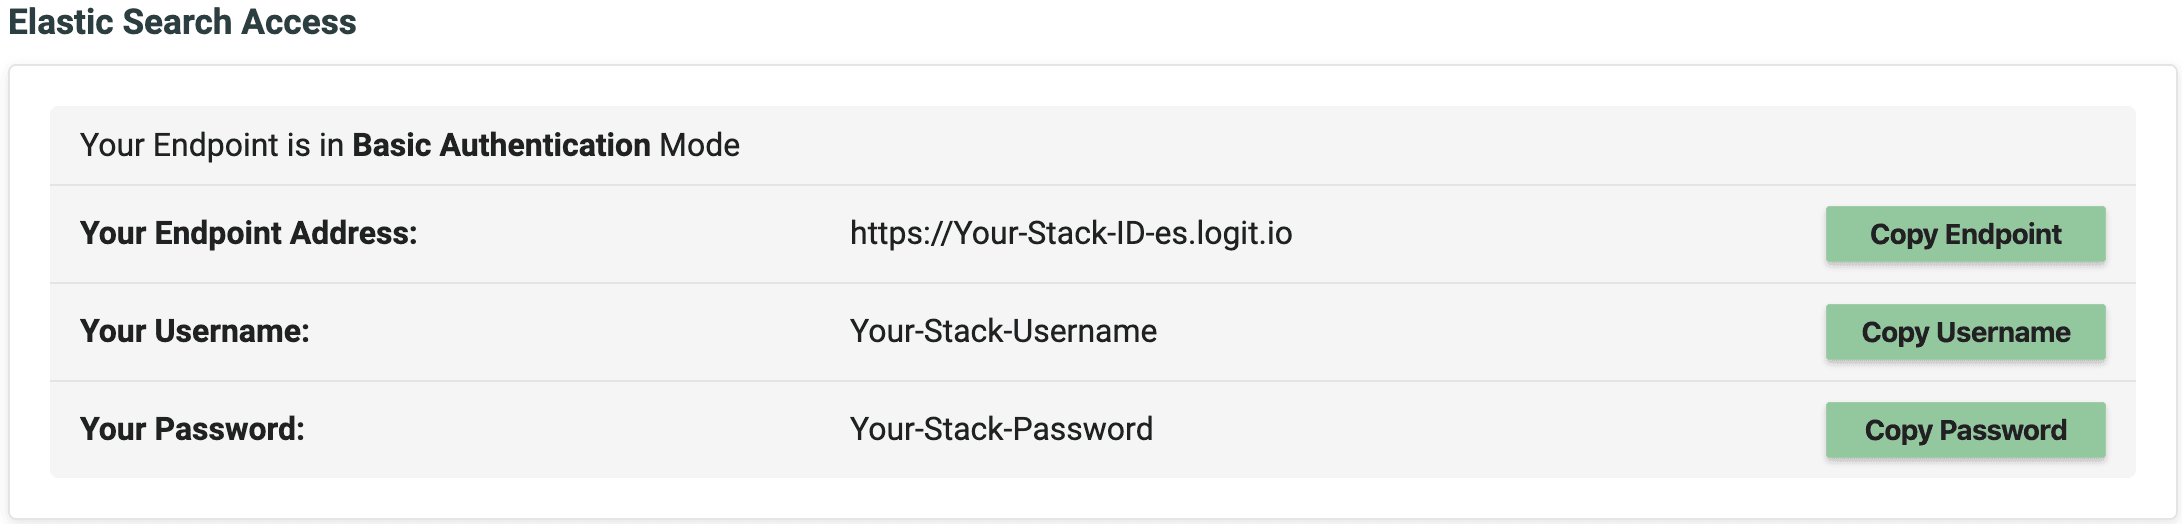 Elastic Search Access
Your Endpoint is in Basic Authentication Mode
Your Endpoint Address: https://Your-Stack-ID-es.logit.io Copy Endpoint
Your Username: Your-Stack-Username Copy Username
Your Password: Your-Stack-Password Copy Password